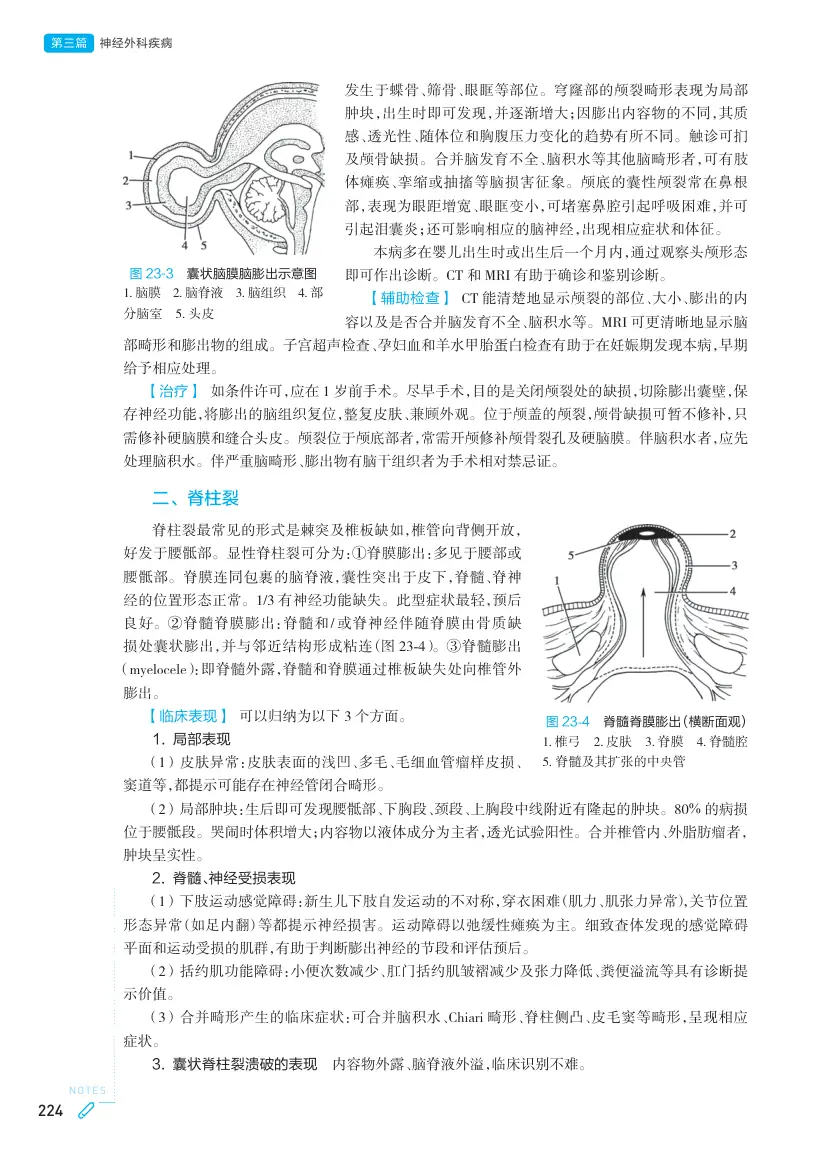 第三篇 神经外科疾病
发生于蝶骨、筛骨、眼眶等部位。穹窿部的颅裂畸形表现为局部
肿块,出生时即可发现,并逐渐增大;因膨出内容物的不同,其质
感、透光性、随体位和胸腹压力变化的趋势有所不同。触诊可扪
及颅骨缺损。合并脑发育不全、脑积水等其他脑畸形者,可有肢
体瘫痪、挛缩或抽搐等脑损害征象。颅底的囊性颅裂常在鼻根
部,表现为眼距增宽、眼眶变小,可堵塞鼻腔引起呼吸困难,并可
引起泪囊炎;还可影响相应的脑神经,出现相应症状和体征。
本病多在婴儿出生时或出生后一个月内,通过观察头颅形态
即可作出诊断。CT 和 MRI 有助于确诊和鉴别诊断。
【辅助检查】 CT 能清楚地显示颅裂的部位、大小、膨出的内
容以及是否合并脑发育不全、脑积水等。MRI 可更清晰地显示脑
1
2
3
4 5
图 23-3 囊状脑膜脑膨出示意图
1. 脑膜 2. 脑脊液 3. 脑组织 4. 部
分脑室 5. 头皮
部畸形和膨出物的组成。子宫超声检查、孕妇血和羊水甲胎蛋白检查有助于在妊娠期发现本病,早期
给予相应处理。
【治疗】 如条件许可,应在 1 岁前手术。尽早手术,目的是关闭颅裂处的缺损,切除膨出囊壁,保
存神经功能,将膨出的脑组织复位,整复皮肤、兼顾外观。位于颅盖的颅裂,颅骨缺损可暂不修补,只
需修补硬脑膜和缝合头皮。颅裂位于颅底部者,常需开颅修补颅骨裂孔及硬脑膜。伴脑积水者,应先
处理脑积水。伴严重脑畸形、膨出物有脑干组织者为手术相对禁忌证。
二、脊柱裂
脊柱裂最常见的形式是棘突及椎板缺如,椎管向背侧开放,
好发于腰骶部。显性脊柱裂可分为:①脊膜膨出:多见于腰部或
腰骶部。脊膜连同包裹的脑脊液,囊性突出于皮下,脊髓、脊神
经的位置形态正常。1/3 有神经功能缺失。此型症状最轻,预后
良好。②脊髓脊膜膨出:脊髓和/或脊神经伴随脊膜由骨质缺
损处囊状膨出,并与邻近结构形成粘连(图 23-4)。③脊髓膨出
(myelocele):即脊髓外露,脊髓和脊膜通过椎板缺失处向椎管外
膨出。
【临床表现】 可以归纳为以下 3 个方面。
1. 局部表现
(1)皮肤异常:皮肤表面的浅凹、多毛、毛细血管瘤样皮损、
2
5
3
1
4
图 23-4 脊髓脊膜膨出(横断面观)
1. 椎弓 2. 皮肤 3. 脊膜 4. 脊髓腔
5. 脊髓及其扩张的中央管
窦道等,都提示可能存在神经管闭合畸形。
(2)局部肿块:生后即可发现腰骶部、下胸段、颈段、上胸段中线附近有隆起的肿块。80% 的病损
位于腰骶段。哭闹时体积增大;内容物以液体成分为主者,透光试验阳性。合并椎管内、外脂肪瘤者,
肿块呈实性。
2. 脊髓、神经受损表现
(1)下肢运动感觉障碍:新生儿下肢自发运动的不对称,穿衣困难(肌力、肌张力异常),关节位置
形态异常(如足内翻)等都提示神经损害。运动障碍以弛缓性瘫痪为主。细致查体发现的感觉障碍
平面和运动受损的肌群,有助于判断膨出神经的节段和评估预后。
(2)括约肌功能障碍:小便次数减少、肛门括约肌皱褶减少及张力降低、粪便溢流等具有诊断提
示价值。
(3)合并畸形产生的临床症状:可合并脑积水、Chiari 畸形、脊柱侧凸、皮毛窦等畸形,呈现相应
症状。
3. 囊状脊柱裂溃破的表现 内容物外露、脑脊液外溢,临床识别不难。
NOTES
224